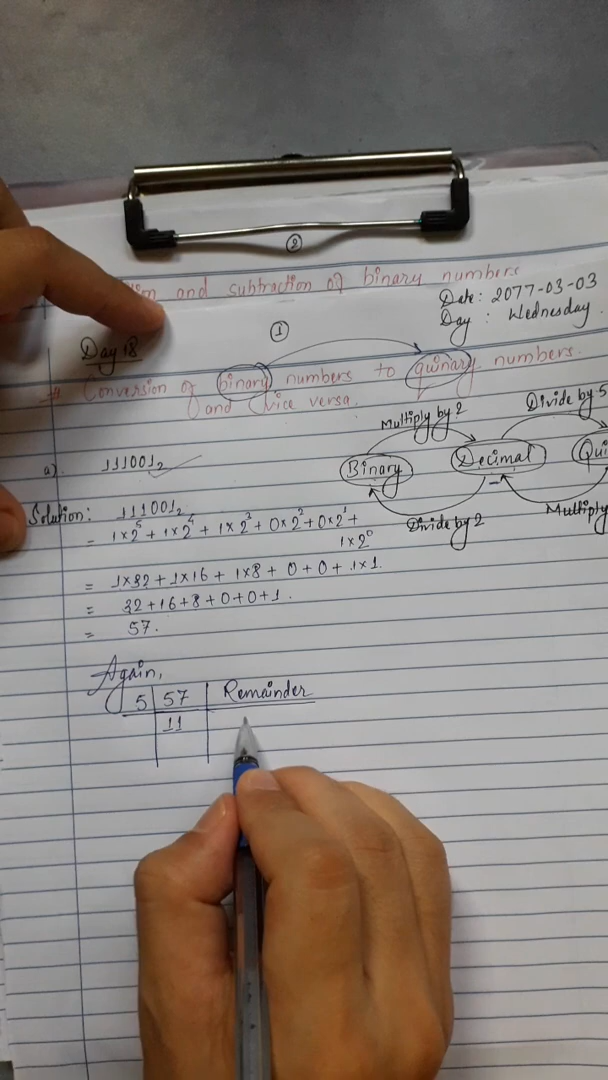 ②
and subtraction of binary numbers
Date: 2077-03-03
Day : Wednesday.
①
Day 18
Conversion of binary numbers to quinary numbers.
and vice versa.
Multiply by 2
Divide by 5
Binary
Decimal
Qui
Divide by 2
Multiply
a). 111001₂
Solution: 111001₂
= 1×2⁵ + 1×2⁴ + 1×2³ + 0×2² + 0×2¹ +
1×2⁰
= 1×32 + 1×16 + 1×8 + 0 + 0 + 1×1.
= 32+16+8+0+0+1.
= 57.
Again,
5 | 57 | Remainder
11